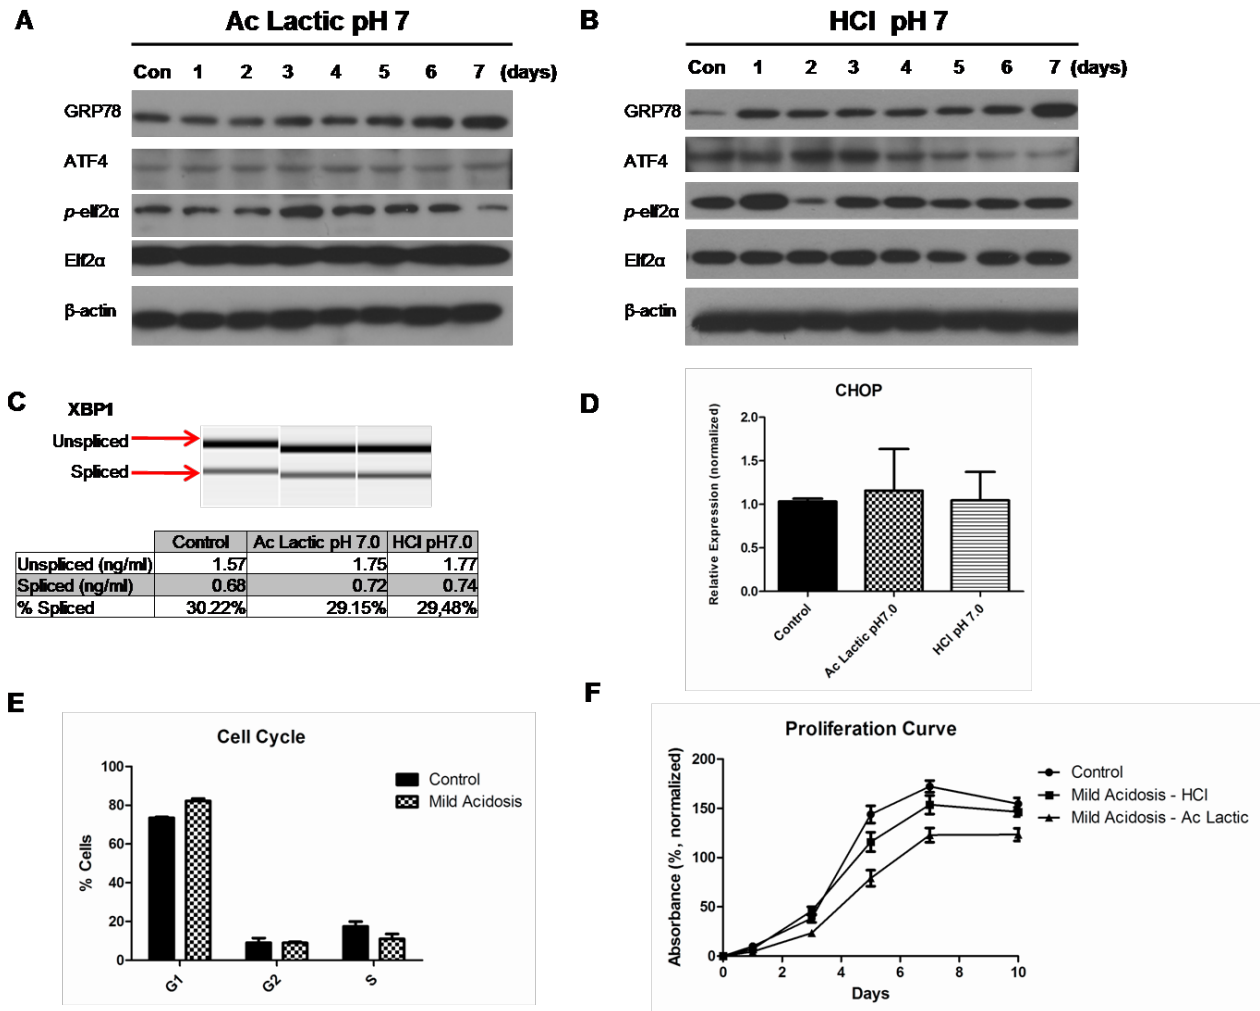 A
Ac Lactic pH 7
Con 1 2 3 4 5 6 7 (days)
GRP78
ATF4
p-eIf2α
EIf2α
β-actin
B
HCl pH 7
Con 1 2 3 4 5 6 7 (days)
GRP78
ATF4
p-eIf2α
EIf2α
β-actin
C
XBP1
Unspliced
Spliced
Control Ac Lactic pH 7.0 HCl pH7.0
Unspliced (ng/ml) 1.57 1.75 1.77
Spliced (ng/ml) 0.68 0.72 0.74
% Spliced 30.22% 29.15% 29,48%
D
CHOP
Relative Expression (normalized)
2.0
1.5
1.0
0.5
0.0
Control
Ac Lactic pH7.0
HCl pH 7.0
E
Cell Cycle
% Cells
100
80
60
40
20
0
G1 G2 S
Control
Mild Acidosis
F
Proliferation Curve
Absorbance (%, normalized)
200
150
100
50
0
0 2 4 6 8 10
Days
Control
Mild Acidosis - HCl
Mild Acidosis - Ac Lactic